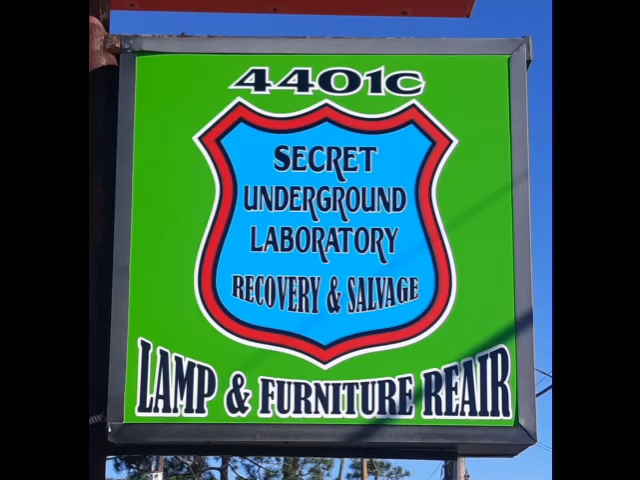 4401C
SECRET
UNDERGROUND
LABORATORY
RECOVERY & SALVAGE
LAMP & FURNITURE REAIR